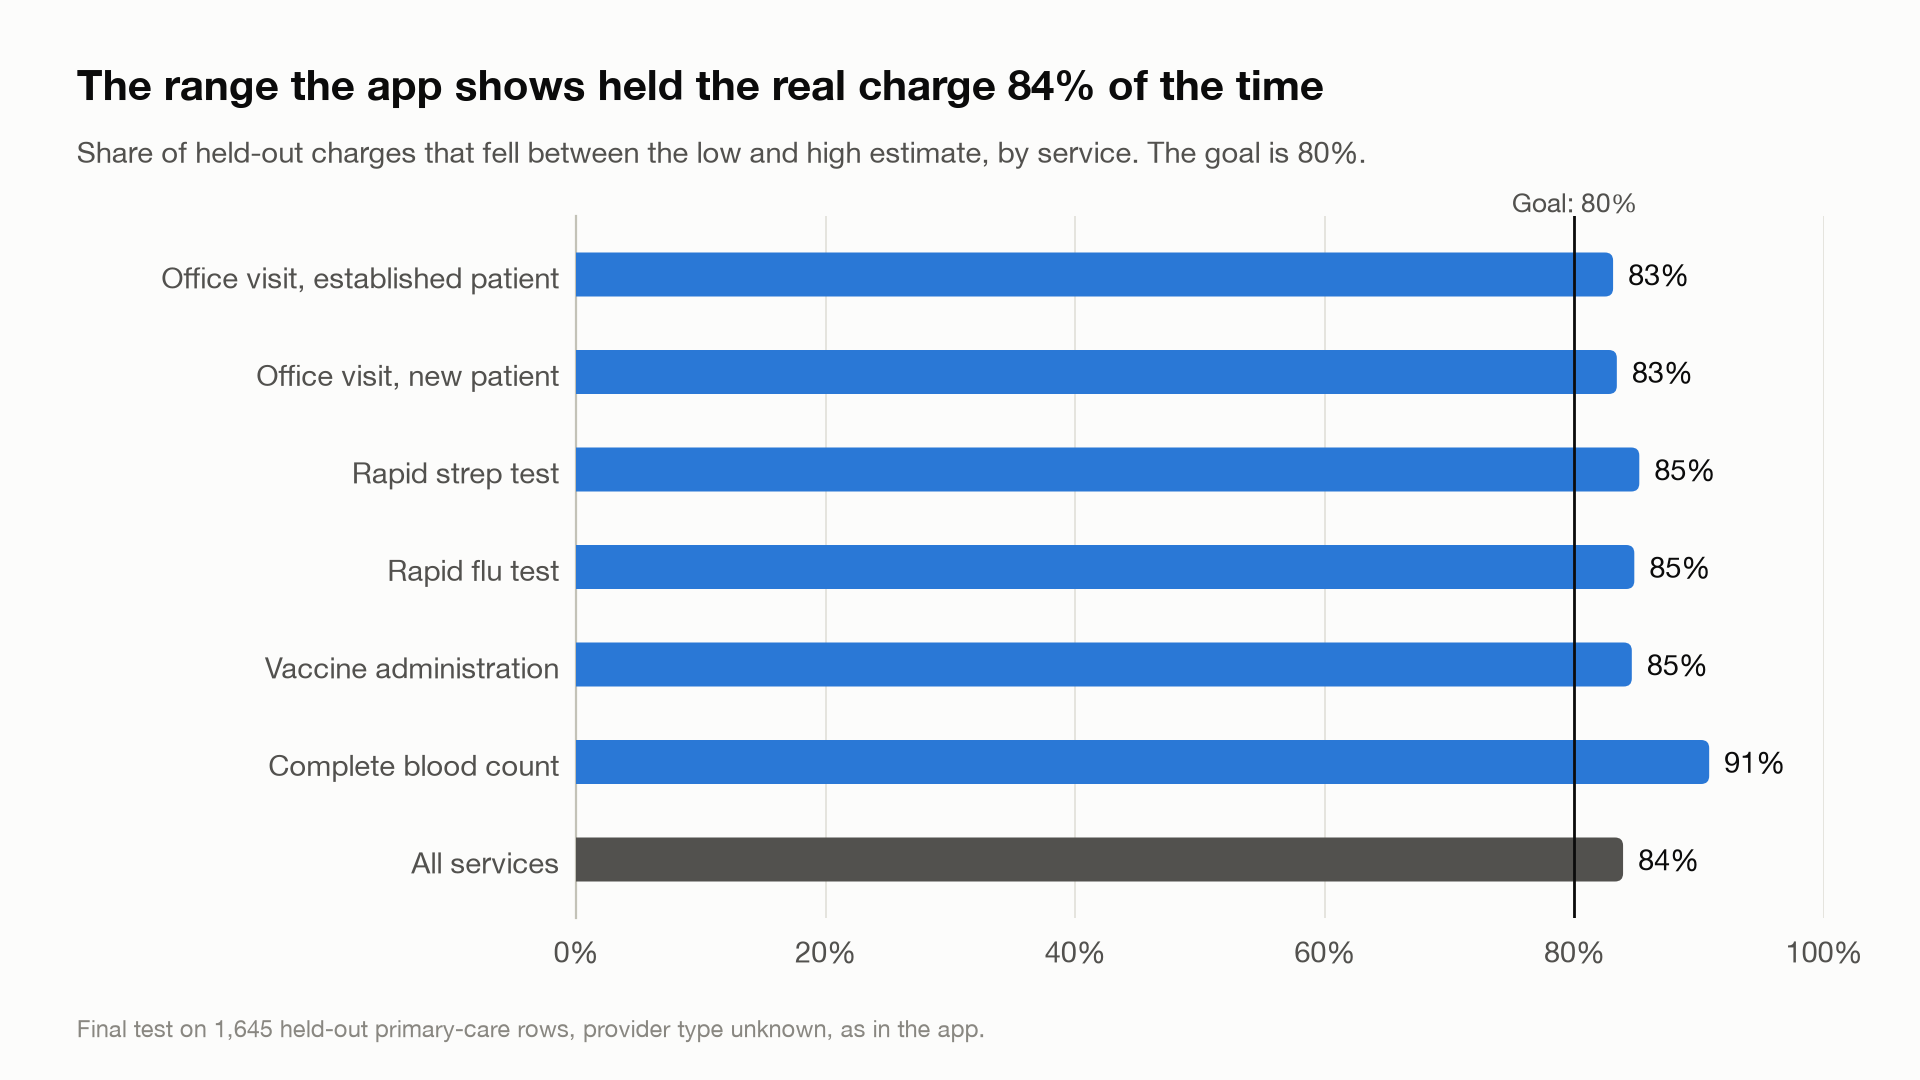 The range the app shows held the real charge 84% of the time
Share of held-out charges that fell between the low and high estimate, by service. The goal is 80%.
Goal: 80%
Office visit, established patient 83%
Office visit, new patient 83%
Rapid strep test 85%
Rapid flu test 85%
Vaccine administration 85%
Complete blood count 91%
All services 84%
0% 20% 40% 60% 80% 100%
Final test on 1,645 held-out primary-care rows, provider type unknown, as in the app.